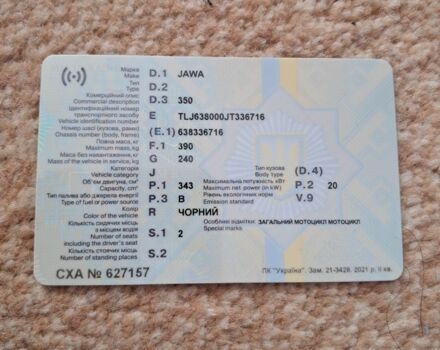 Марка D.1 JAWA
Make
Тип D.2
Type
Комерційний опис D.3 350
Commercial description
Ідентифікаційний номер
транспортного засобу E TLJ638000JT336716
Vehicle identification number
Номер шасі (кузова, рами) (E.1) 638336716
Chassis number (body, frame)
Повна маса, кг F.1 390
Maximum mass, kg
Маса без навантаження, кг G 240
Mass of the vehicle in service, kg
Категорія J Тип кузова (D.4)
Vehicle category Body type
Об'єм двигуна, см³ P.1 343 Максимальна потужність кВт P.2 20
Capacity, cm³ Maximum net power (in kW)
Тип палива або джерела енергії P.3 B Рівень екологічних норм V.9
Type of fuel or power source Emission standard
Колір R ЧОРНИЙ Особливі відмітки: ЗАГАЛЬНИЙ МОТОЦИКЛ МОТОЦИКЛ
Color of the vehicle Special marks
Кількість сидячих місць
з місцем водія S.1 2
Number of seats
including the driver's seat
Кількість стоячих місць S.2
Number of standing places
СХА № 627157
ПК "Україна". Зам. 21-3428. 2021 р. II кв.